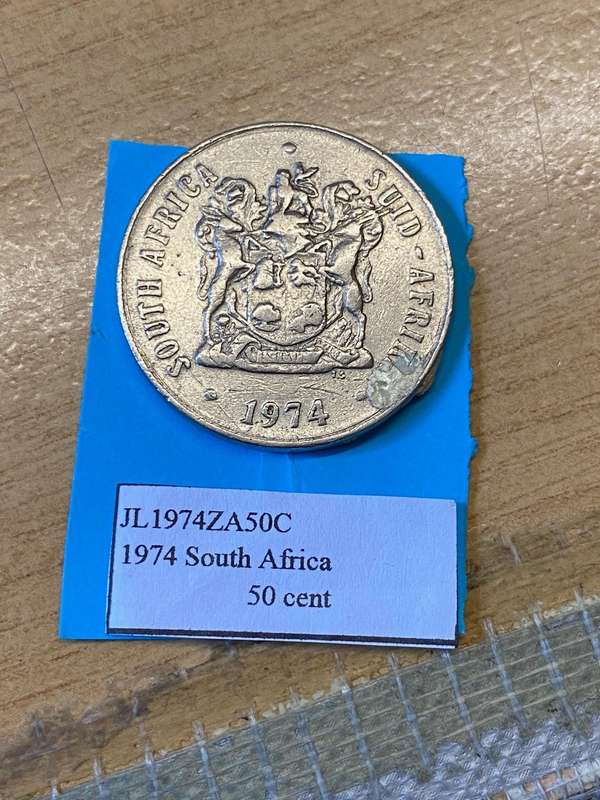 SOUTH AFRICA
SUID-AFRIKA
1974
JL1974ZA50C
1974 South Africa
50 cent